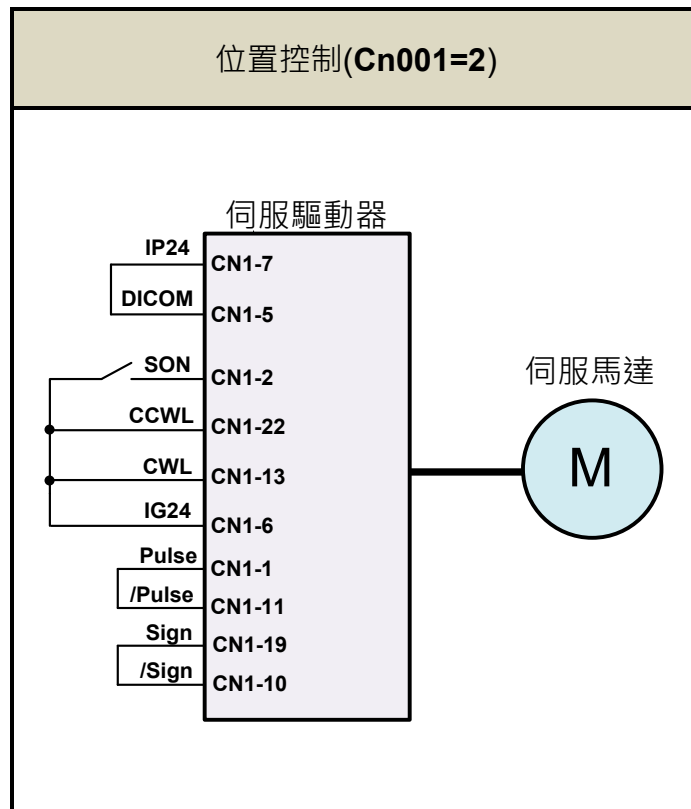 位置控制(Cn001=2)
伺服驅動器
IP24 CN1-7
DICOM CN1-5
SON CN1-2
CCWL CN1-22
CWL CN1-13
IG24 CN1-6
Pulse CN1-1
/Pulse CN1-11
Sign CN1-19
/Sign CN1-10
伺服馬達
M